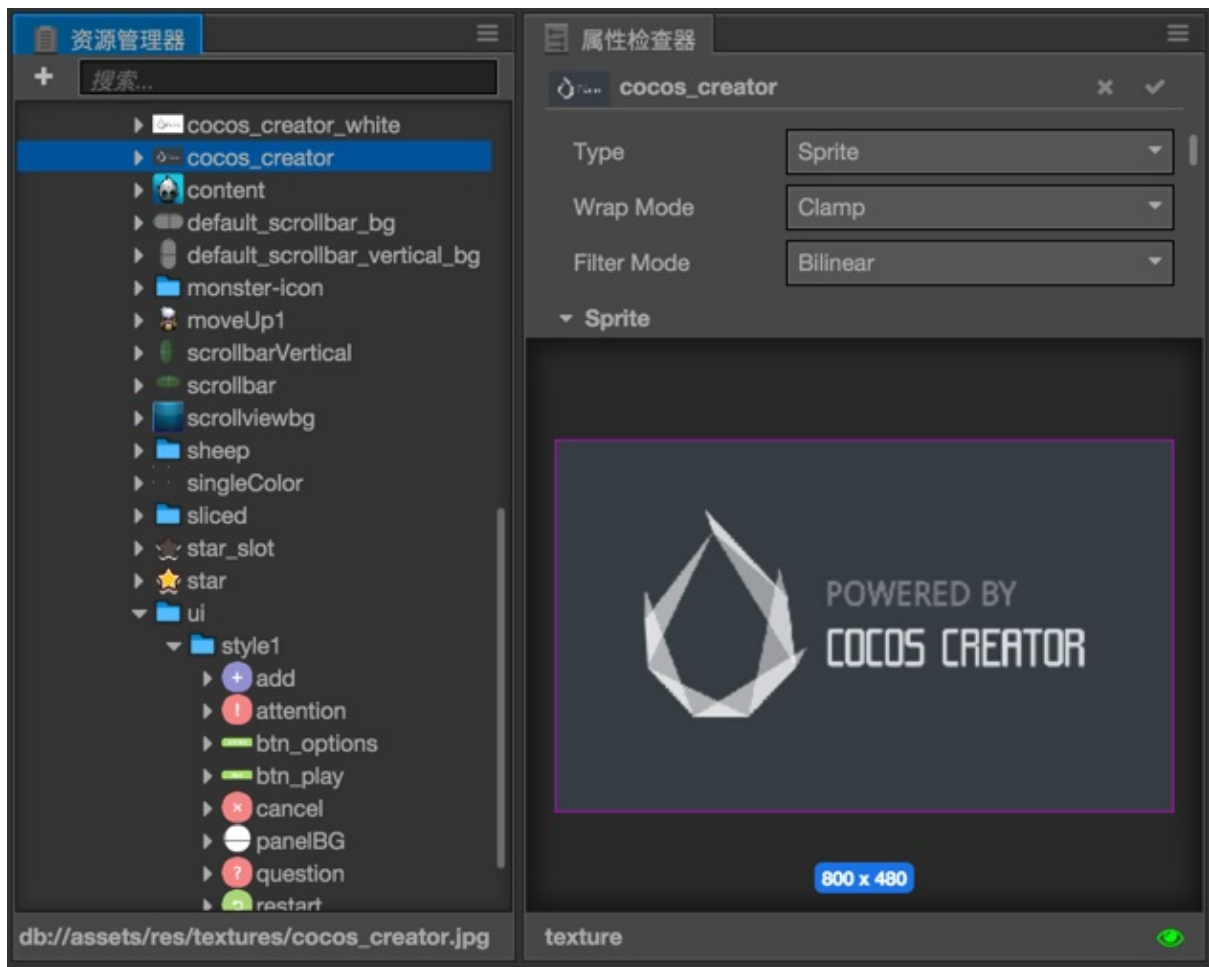 资源管理器
搜索...
cocos_creator_white
cocos_creator
content
default_scrollbar_bg
default_scrollbar_vertical_bg
monster-icon
moveUp1
scrollbarVertical
scrollbar
scrollviewbg
sheep
singleColor
sliced
star_slot
star
ui
style1
add
attention
btn_options
btn_play
cancel
panelBG
question
restart
db://assets/res/textures/cocos_creator.jpg
属性检查器
cocos_creator
Type
Sprite
Wrap Mode
Clamp
Filter Mode
Bilinear
Sprite
POWERED BY
COCOS CREATOR
800 x 480
texture